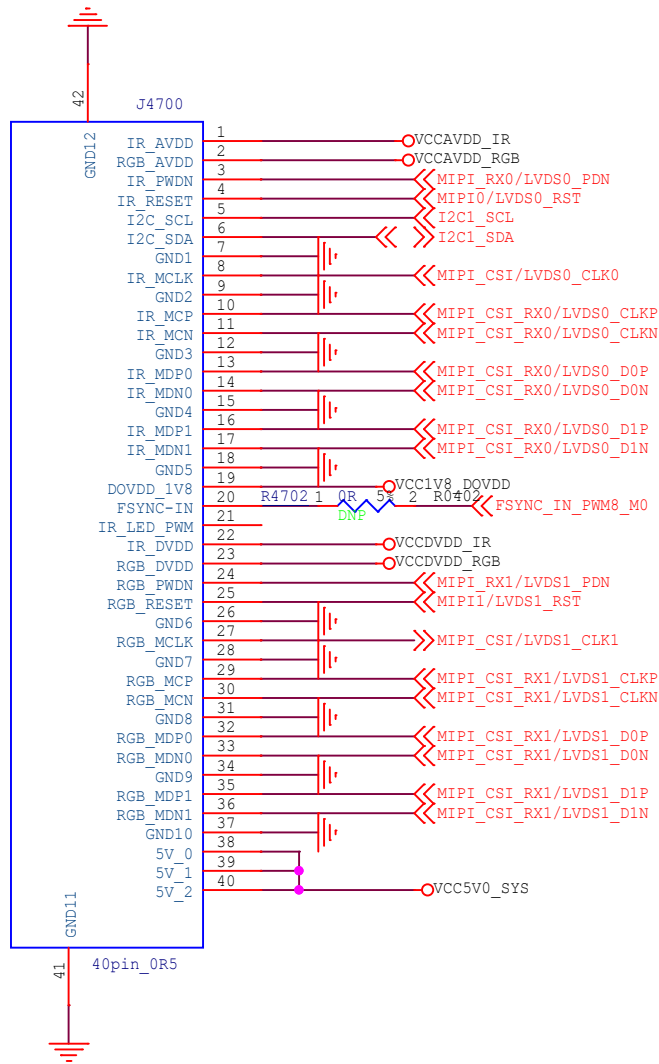 42
J4700
GND12
IR_AVDD 1 VCCAVDD_IR
RGB_AVDD 2 VCCAVDD_RGB
IR_PWDN 3 MIPI_RX0/LVDS0_PDN
IR_RESET 4 MIPI0/LVDS0_RST
I2C_SCL 5 I2C1_SCL
I2C_SDA 6 I2C1_SDA
GND1 7
IR_MCLK 8 MIPI_CSI/LVDS0_CLK0
GND2 9
IR_MCP 10 MIPI_CSI_RX0/LVDS0_CLKP
IR_MCN 11 MIPI_CSI_RX0/LVDS0_CLKN
GND3 12
IR_MDP0 13 MIPI_CSI_RX0/LVDS0_D0P
IR_MDN0 14 MIPI_CSI_RX0/LVDS0_D0N
GND4 15
IR_MDP1 16 MIPI_CSI_RX0/LVDS0_D1P
IR_MDN1 17 MIPI_CSI_RX0/LVDS0_D1N
GND5 18
DOVDD_1V8 19 VCC1V8_DOVDD
R4702 1 0R 5% 2 R0402
FSYNC-IN 20 FSYNC_IN_PWM8_M0
DNP
IR_LED_PWM 21
IR_DVDD 22 VCCDVDD_IR
RGB_DVDD 23 VCCDVDD_RGB
RGB_PWDN 24 MIPI_RX1/LVDS1_PDN
RGB_RESET 25 MIPI1/LVDS1_RST
GND6 26
RGB_MCLK 27 MIPI_CSI/LVDS1_CLK1
GND7 28
RGB_MCP 29 MIPI_CSI_RX1/LVDS1_CLKP
RGB_MCN 30 MIPI_CSI_RX1/LVDS1_CLKN
GND8 31
RGB_MDP0 32 MIPI_CSI_RX1/LVDS1_D0P
RGB_MDN0 33 MIPI_CSI_RX1/LVDS1_D0N
GND9 34
RGB_MDP1 35 MIPI_CSI_RX1/LVDS1_D1P
RGB_MDN1 36 MIPI_CSI_RX1/LVDS1_D1N
GND10 37
5V_0 38
5V_1 39
5V_2 40 VCC5V0_SYS
GND11
41
40pin_0R5